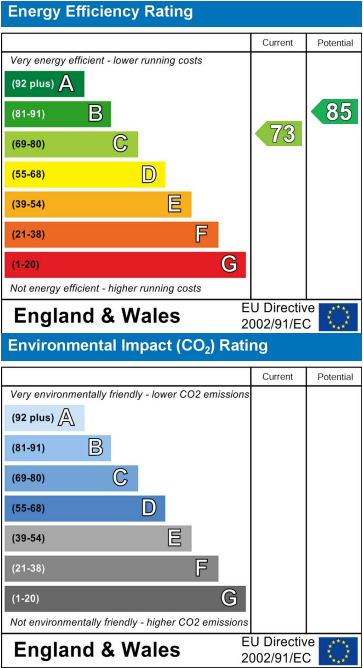 Energy Efficiency Rating
Current Potential
Very energy efficient - lower running costs
(92 plus) A
(81-91) B
(69-80) C
(55-68) D
(39-54) E
(21-38) F
(1-20) G
73
85
Not energy efficient - higher running costs
England & Wales
EU Directive
2002/91/EC
Environmental Impact (CO₂) Rating
Current Potential
Very environmentally friendly - lower CO2 emissions
(92 plus) A
(81-91) B
(69-80) C
(55-68) D
(39-54) E
(21-38) F
(1-20) G
Not environmentally friendly - higher CO2 emissions
England & Wales
EU Directive
2002/91/EC